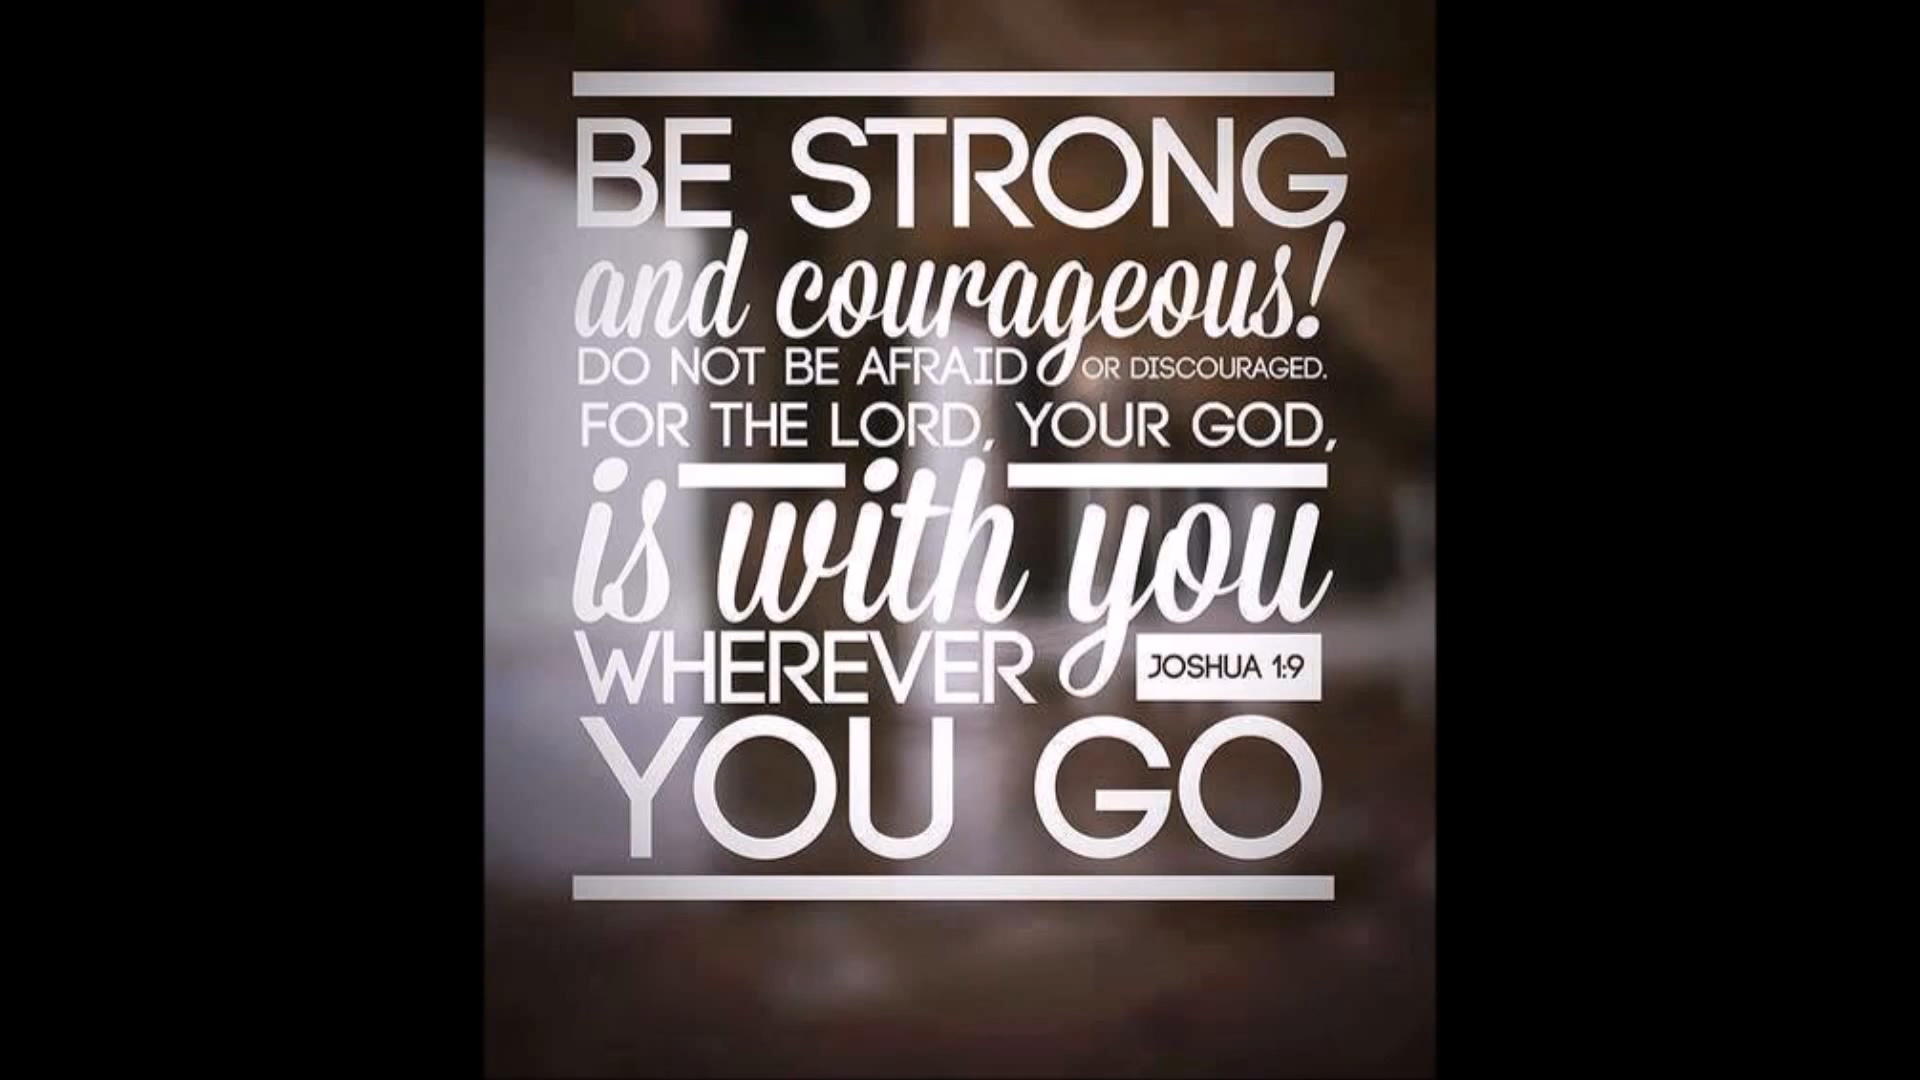 BE STRONG
and courageous!
DO NOT BE AFRAID OR DISCOURAGED.
FOR THE LORD, YOUR GOD,
is with you
WHEREVER
JOSHUA 1:9
YOU GO